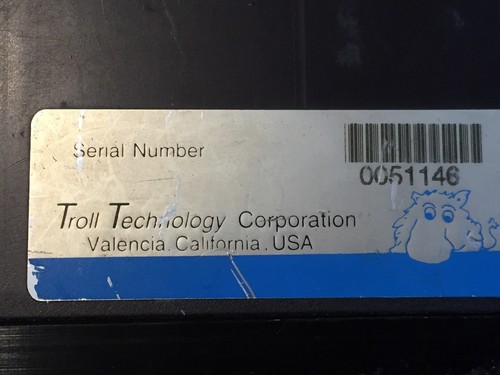 Serial Number
0051146
Troll Technology Corporation
Valencia, California, USA